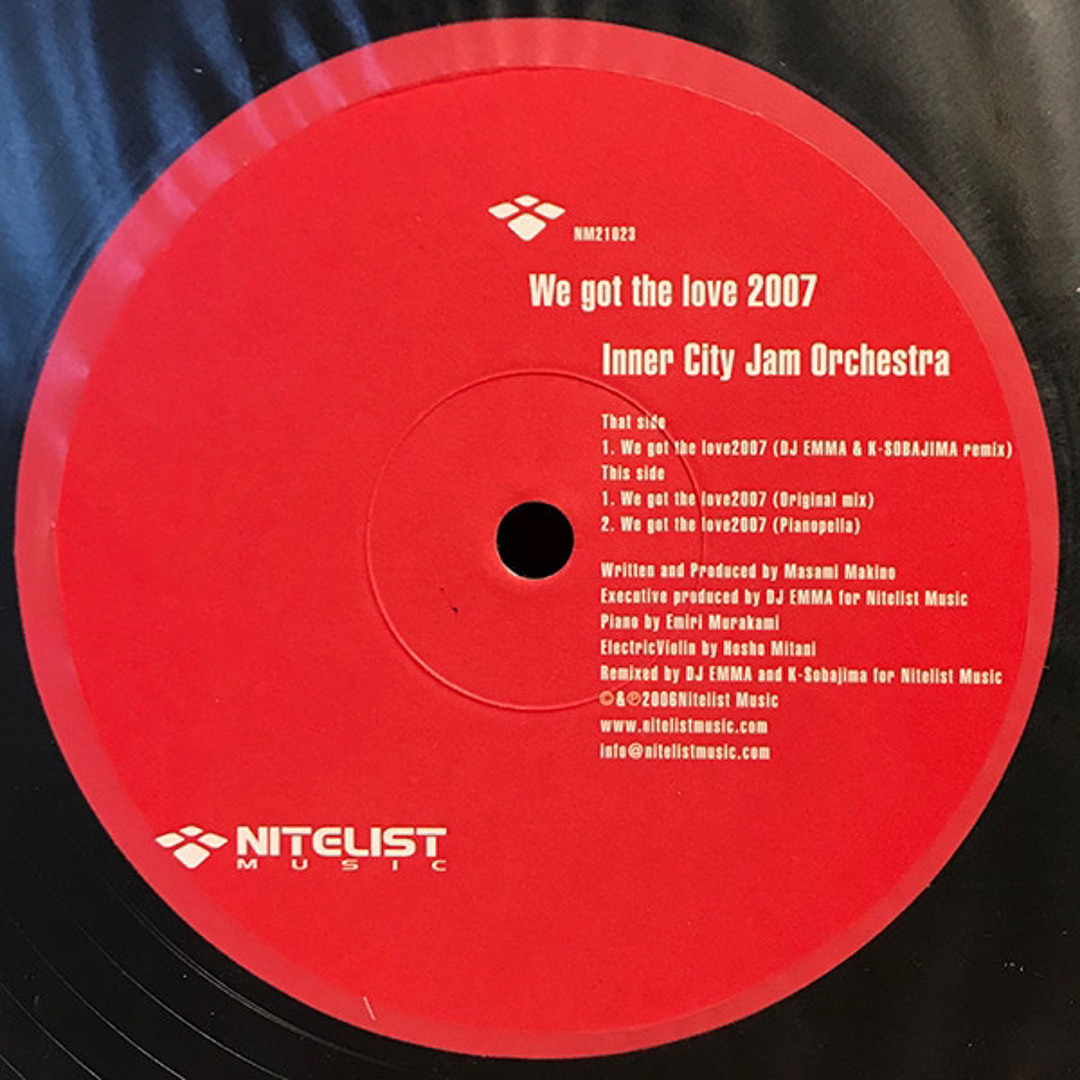 NM21023
We got the love 2007
Inner City Jam Orchestra
That side
1. We got the love2007 (DJ EMMA & K-SOBAJIMA remix)
This side
1. We got the love2007 (Original mix)
2. We got the love2007 (Pianopella)
Written and Produced by Masami Makino
Executive produced by DJ EMMA for Nitelist Music
Piano by Emiri Murakami
ElectricViolin by Hosho Mitani
Remixed by DJ EMMA and K-Sobajima for Nitelist Music
©&℗2006Nitelist Music
www.nitelistmusic.com
info@nitelistmusic.com
NITELIST
MUSIC